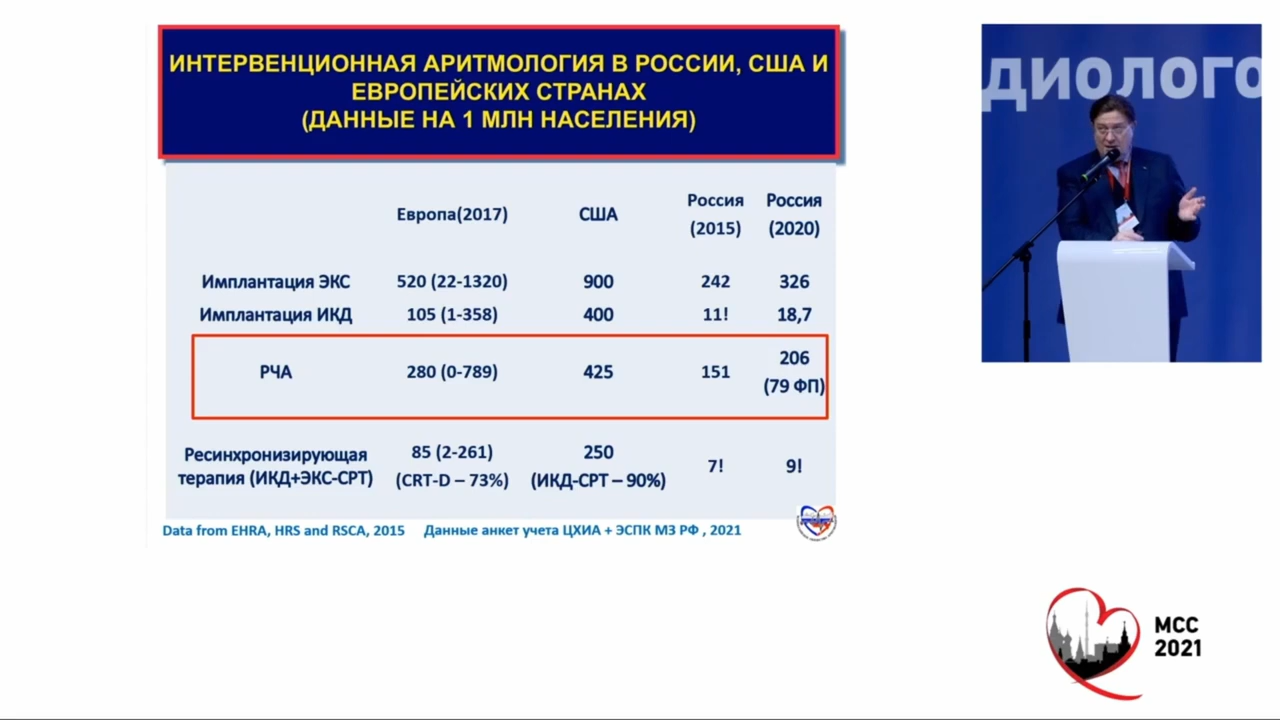 ИНТЕРВЕНЦИОННАЯ АРИТМОЛОГИЯ В РОССИИ, США И
ЕВРОПЕЙСКИХ СТРАНАХ
(ДАННЫЕ НА 1 МЛН НАСЕЛЕНИЯ)
Европа(2017) США Россия (2015) Россия (2020)
Имплантация ЭКС 520 (22-1320) 900 242 326
Имплантация ИКД 105 (1-358) 400 11! 18,7
РЧА 280 (0-789) 425 151 206 (79 ФП)
Ресинхронизирующая терапия (ИКД+ЭКС-СРТ) 85 (2-261) (CRT-D – 73%) 250 (ИКД-СРТ – 90%) 7! 9!
Data from EHRA, HRS and RSCA, 2015 Данные анкет учета ЦХИА + ЭСПК МЗ РФ , 2021
ДИОЛОГО
МСС
2021